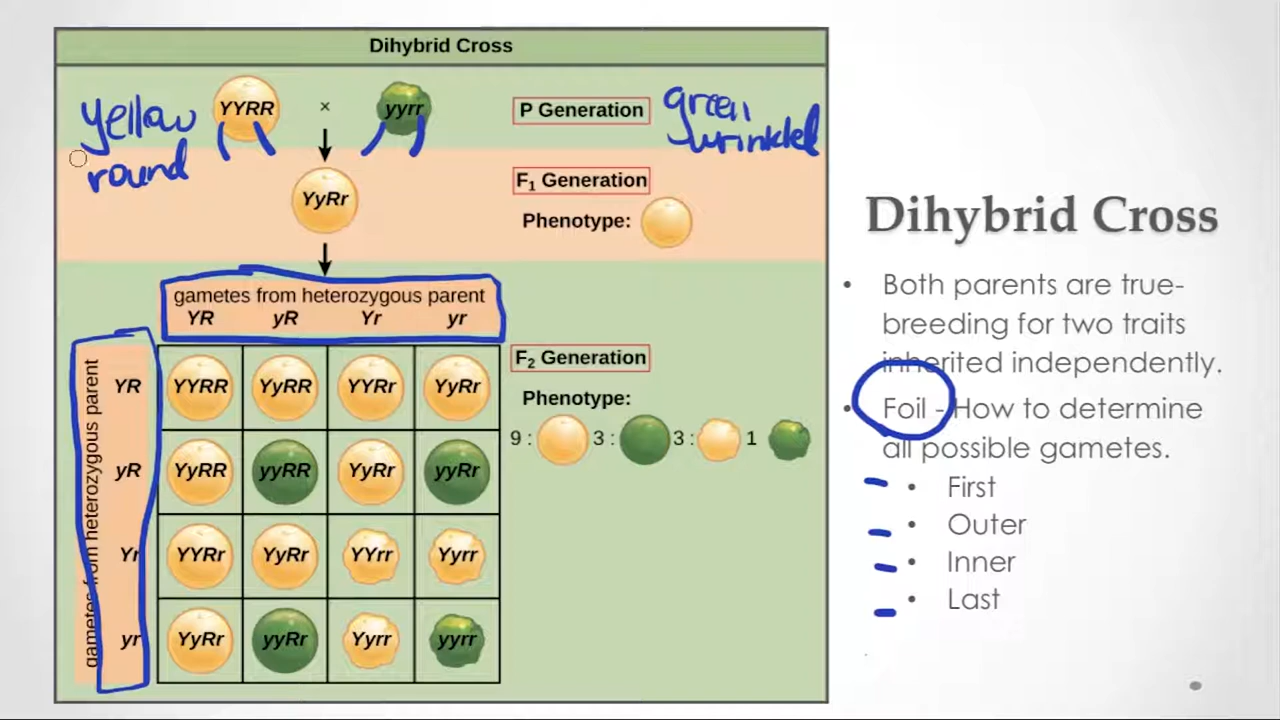 Dihybrid Cross
yellow
round
YYRR × yyrr
P Generation
green
wrinkled
YyRr
F₁ Generation
Phenotype:
gametes from heterozygous parent
YR yR Yr yr
gametes from heterozygous parent
YR YYRR YyRR YYRr YyRr
yR YyRR yyRR YyRr yyRr
Yr YYRr YyRr YYrr Yyrr
yr YyRr yyRr Yyrr yyrr
F₂ Generation
Phenotype:
9 : 3 : 3 : 1
Dihybrid Cross
• Both parents are true-
breeding for two traits
inherited independently.
• Foil - How to determine
all possible gametes.
• First
• Outer
• Inner
• Last